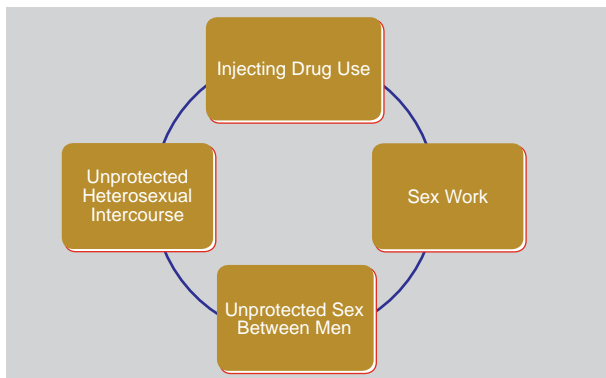 Injecting Drug Use
Unprotected
Heterosexual
Intercourse
Sex Work
Unprotected Sex
Between Men